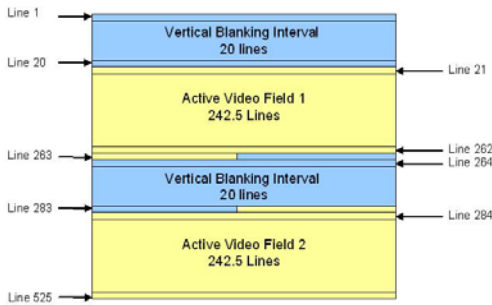 Line 1
Vertical Blanking Interval
20 lines
Line 20
Line 21
Active Video Field 1
242.5 Lines
Line 262
Line 263
Line 264
Vertical Blanking Interval
20 lines
Line 283
Line 284
Active Video Field 2
242.5 Lines
Line 525